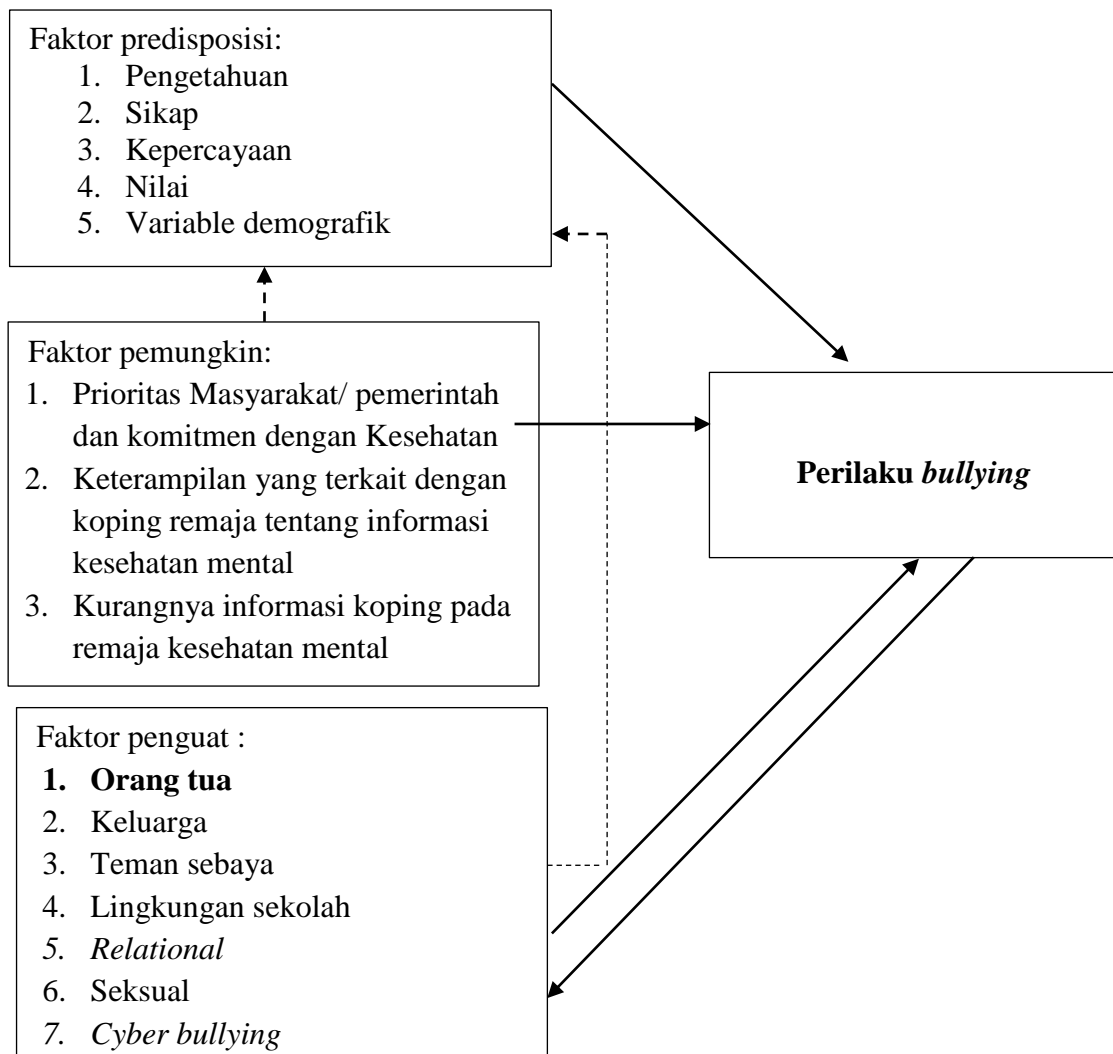 Faktor predisposisi:
1. Pengetahuan
2. Sikap
3. Kepercayaan
4. Nilai
5. Variable demografik
Faktor pemungkin:
1. Prioritas Masyarakat/ pemerintah
dan komitmen dengan Kesehatan
2. Keterampilan yang terkait dengan
koping remaja tentang informasi
kesehatan mental
3. Kurangnya informasi koping pada
remaja kesehatan mental
Perilaku bullying
Faktor penguat :
1. Orang tua
2. Keluarga
3. Teman sebaya
4. Lingkungan sekolah
5. Relational
6. Seksual
7. Cyber bullying